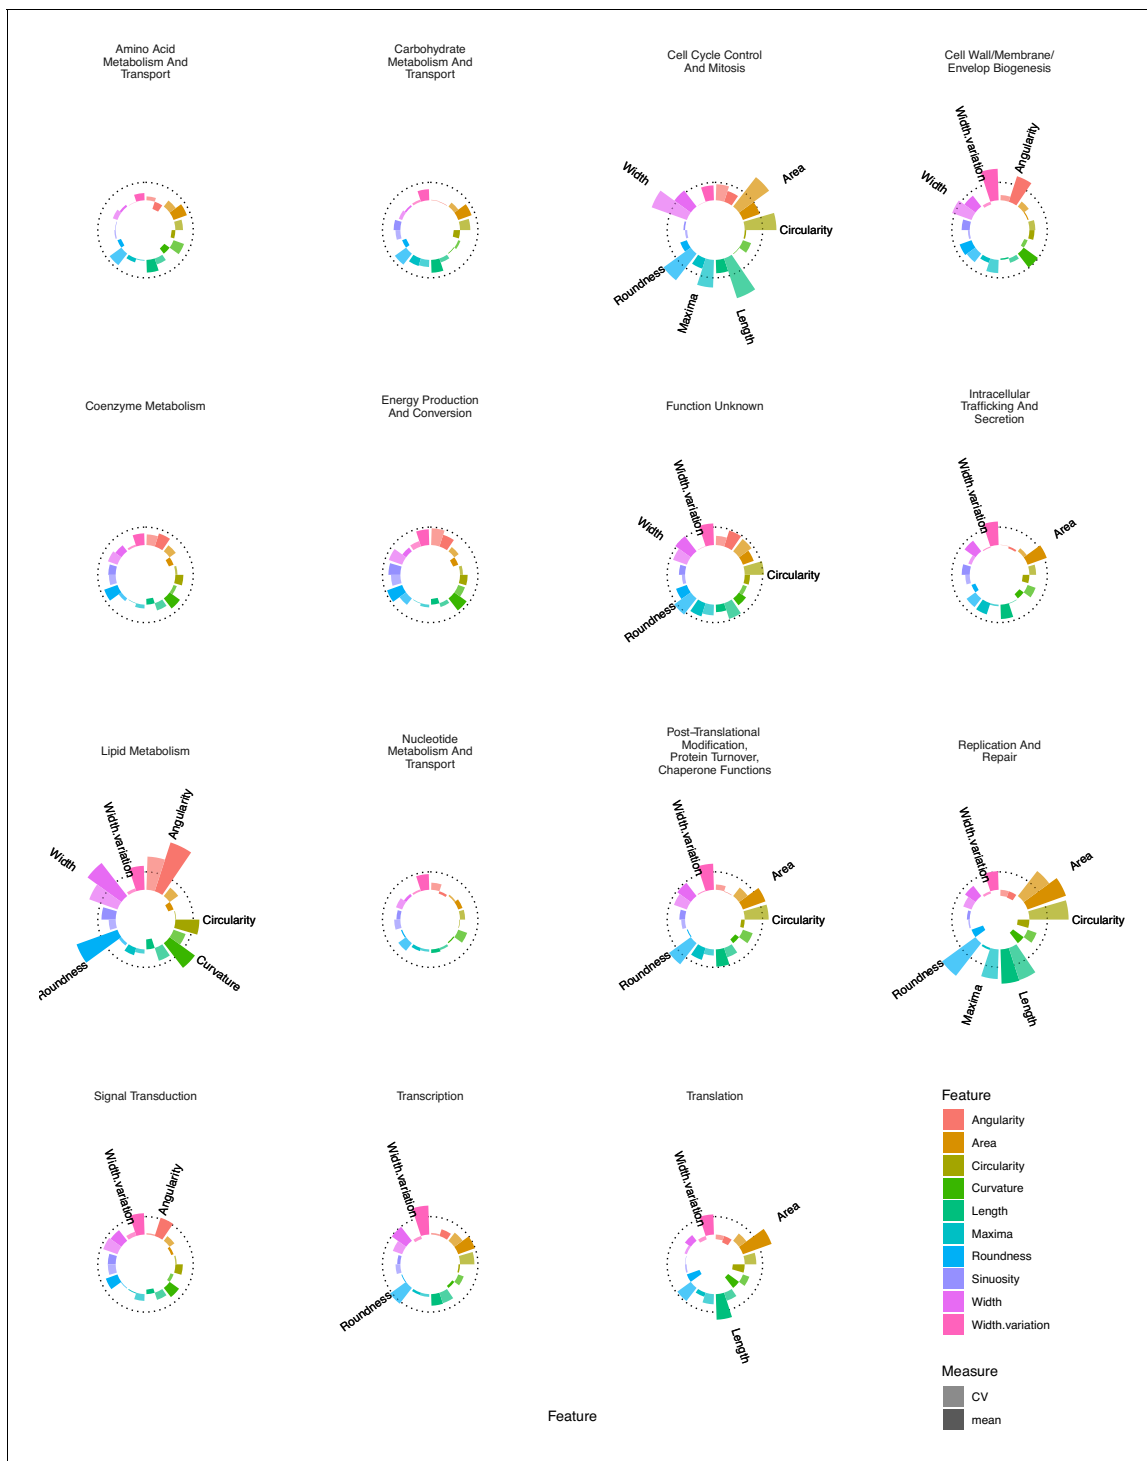 Amino Acid
Metabolism And
Transport
Carbohydrate
Metabolism And
Transport
Cell Cycle Control
And Mitosis
Cell Wall/Membrane/
Envelop Biogenesis
Width
Area
Circularity
Roundness
Maxima
Length
Width
Width.variation
Angularity
Coenzyme Metabolism
Energy Production
And Conversion
Function Unknown
Intracellular
Trafficking And
Secretion
Width.variation
Width
Circularity
Roundness
Width.variation
Area
Lipid Metabolism
Nucleotide
Metabolism And
Transport
Post–Translational
Modification,
Protein Turnover,
Chaperone Functions
Replication And
Repair
Width.variation
Angularity
Width
Circularity
Curvature
Roundness
Width.variation
Area
Circularity
Roundness
Width.variation
Area
Circularity
Roundness
Maxima
Length
Signal Transduction
Transcription
Translation
Width.variation
Angularity
Width.variation
Roundness
Width.variation
Area
Length
Feature
Angularity
Area
Circularity
Curvature
Length
Maxima
Roundness
Sinuosity
Width
Width.variation
Measure
CV
mean
Feature